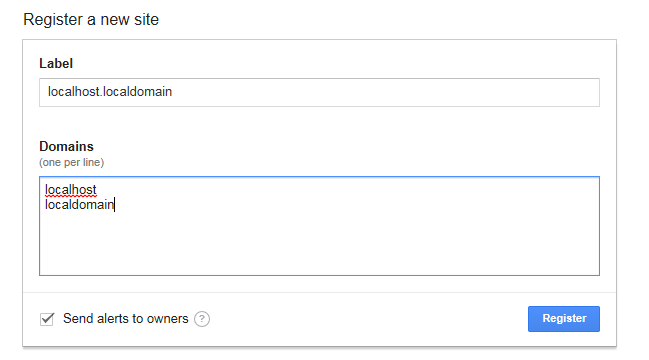 Register a new site
Label
localhost.localdomain
Domains
(one per line)
localhost
localdomain
Send alerts to owners ?
Register